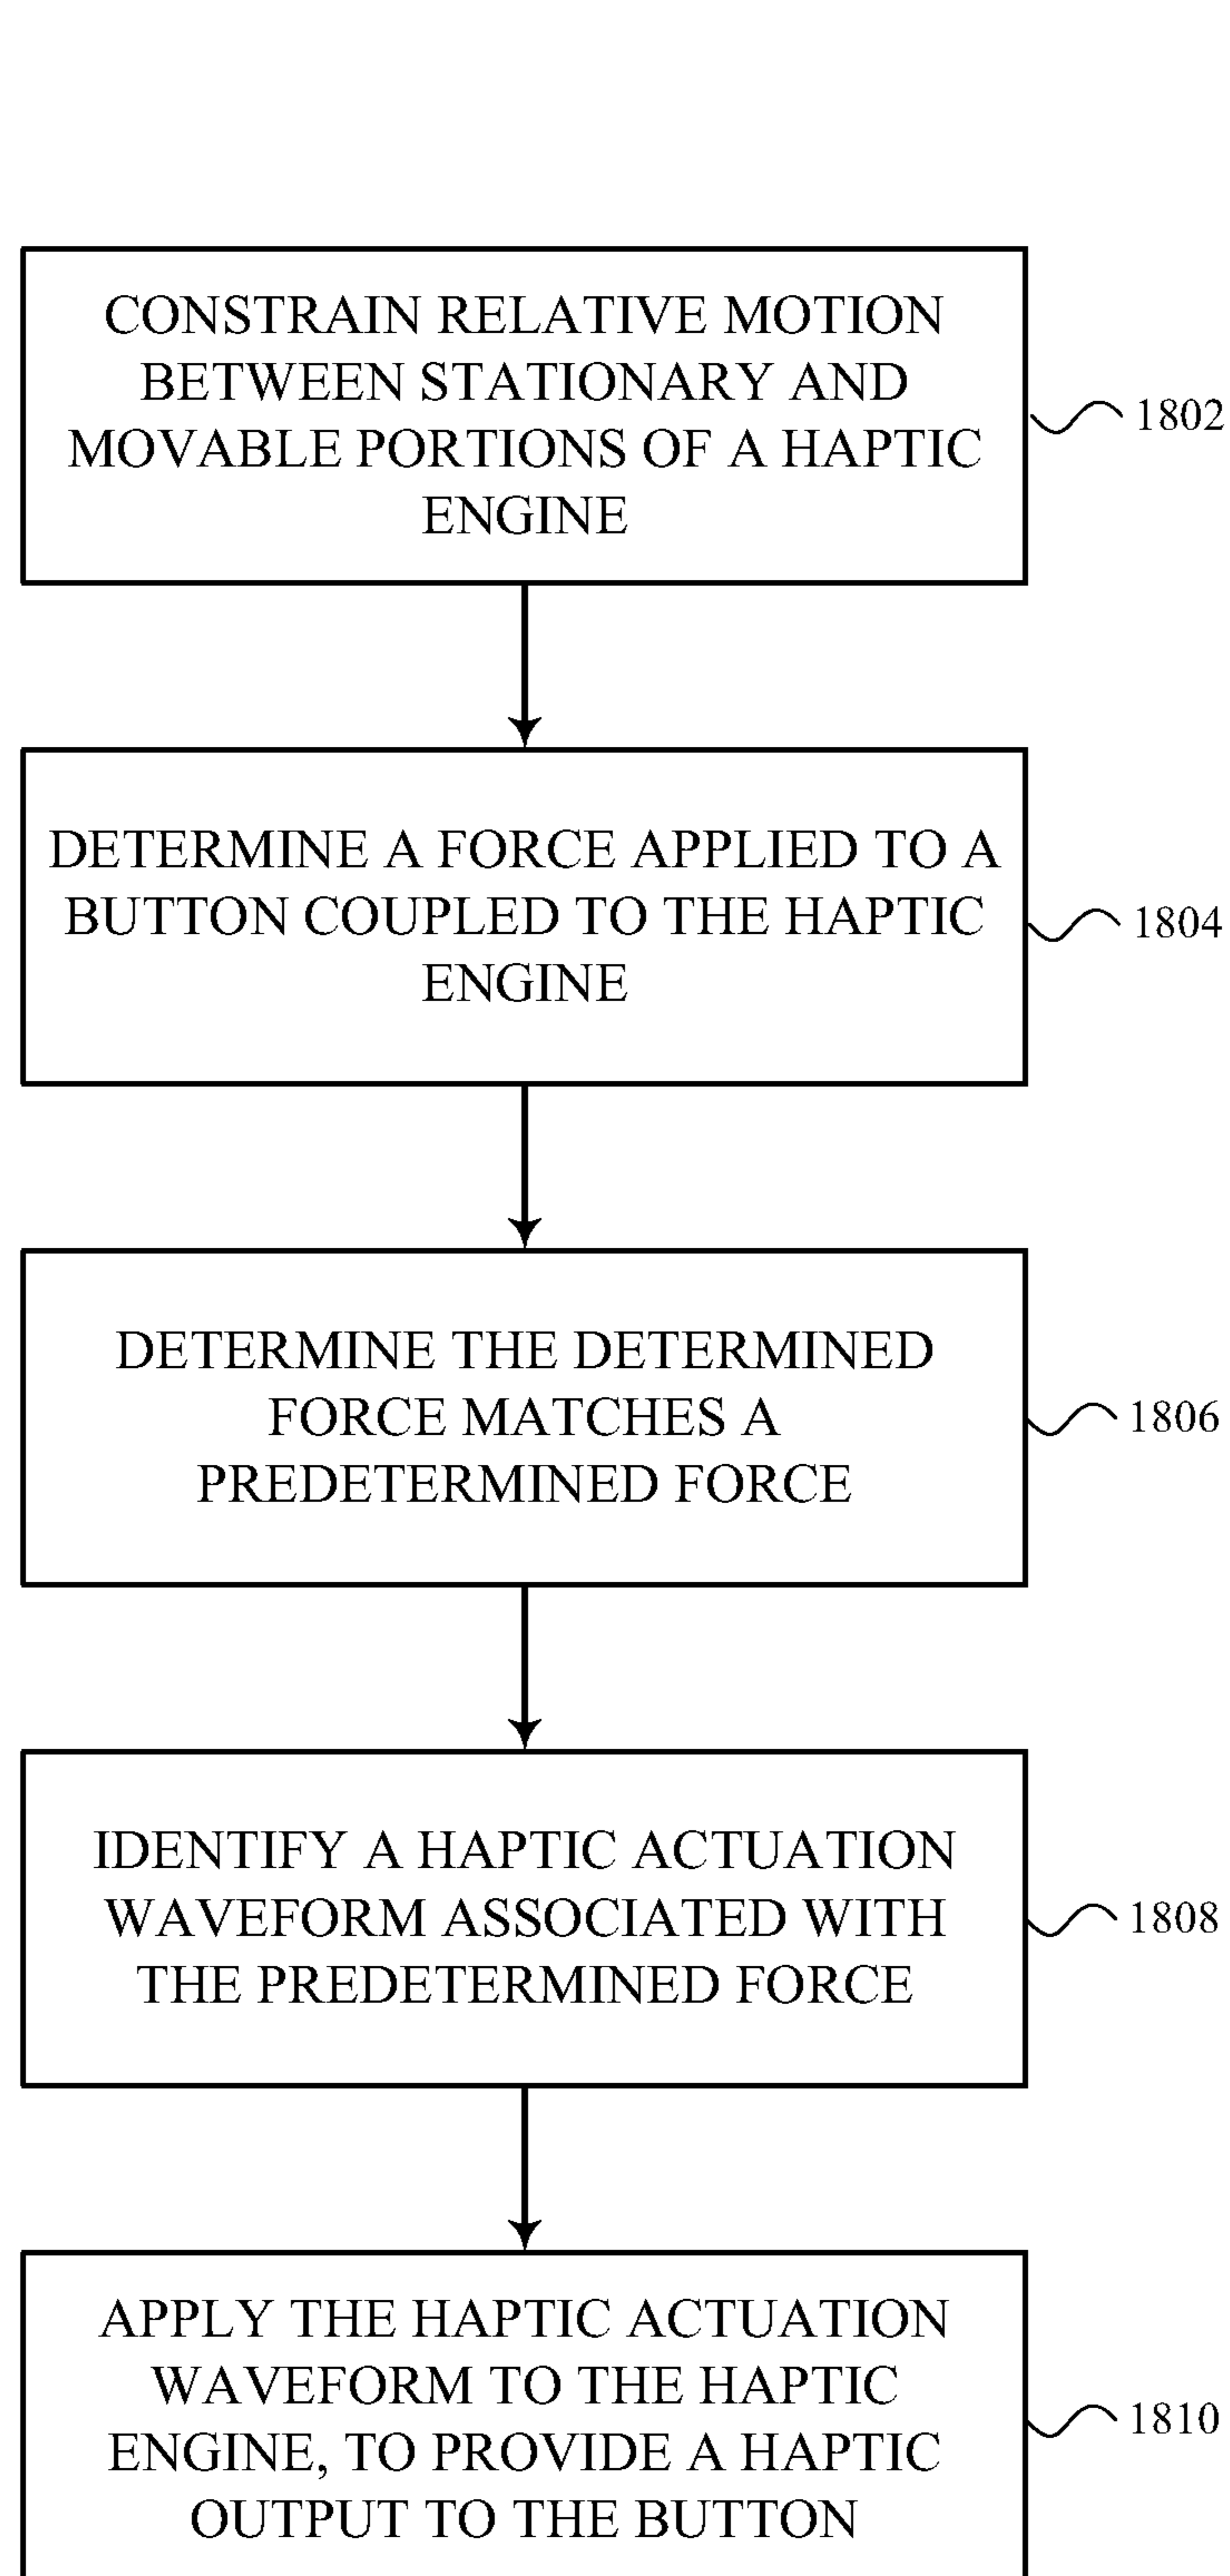 CONSTRAIN RELATIVE MOTION
BETWEEN STATIONARY AND
MOVABLE PORTIONS OF A HAPTIC
ENGINE
1802
DETERMINE A FORCE APPLIED TO A
BUTTON COUPLED TO THE HAPTIC
ENGINE
1804
DETERMINE THE DETERMINED
FORCE MATCHES A
PREDETERMINED FORCE
1806
IDENTIFY A HAPTIC ACTUATION
WAVEFORM ASSOCIATED WITH
THE PREDETERMINED FORCE
1808
APPLY THE HAPTIC ACTUATION
WAVEFORM TO THE HAPTIC
ENGINE, TO PROVIDE A HAPTIC
OUTPUT TO THE BUTTON
1810